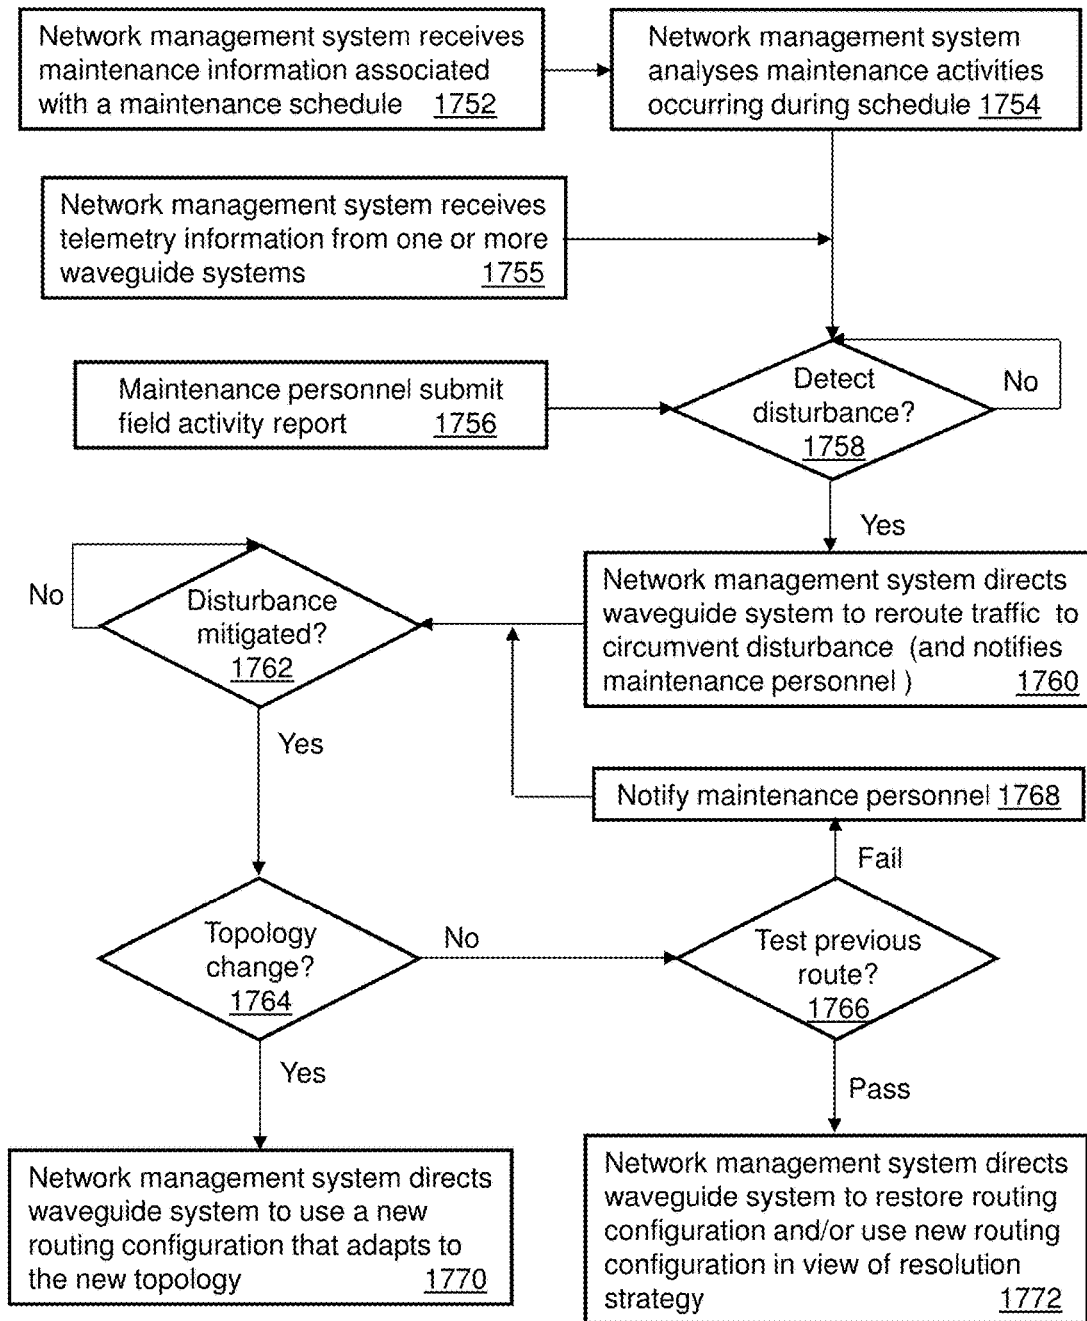 Network management system receives
maintenance information associated
with a maintenance schedule 1752
Network management system
analyses maintenance activities
occurring during schedule 1754
Network management system receives
telemetry information from one or more
waveguide systems 1755
Maintenance personnel submit
field activity report 1756
Detect
disturbance?
1758
No
Yes
Network management system directs
waveguide system to reroute traffic to
circumvent disturbance (and notifies
maintenance personnel ) 1760
No
Disturbance
mitigated?
1762
Yes
Notify maintenance personnel 1768
Fail
Topology
change?
1764
No
Test previous
route?
1766
Yes
Pass
Network management system directs
waveguide system to use a new
routing configuration that adapts to
the new topology 1770
Network management system directs
waveguide system to restore routing
configuration and/or use new routing
configuration in view of resolution
strategy 1772